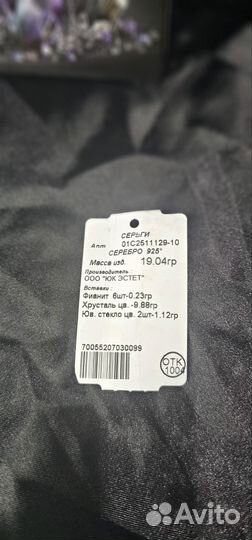 СЕРЬГИ
Арт. 01С2511129-10
СЕРЕБРО 925°
Масса изд. 19.04гр
Производитель:
ООО "ЮК ЭСТЕТ"
Вставки:
Фианит 6шт-0.23гр
Хрусталь цв. -9.88гр
Юв. стекло цв. 2шт-1.12гр
70055207030099
ОТК
1004
Avito